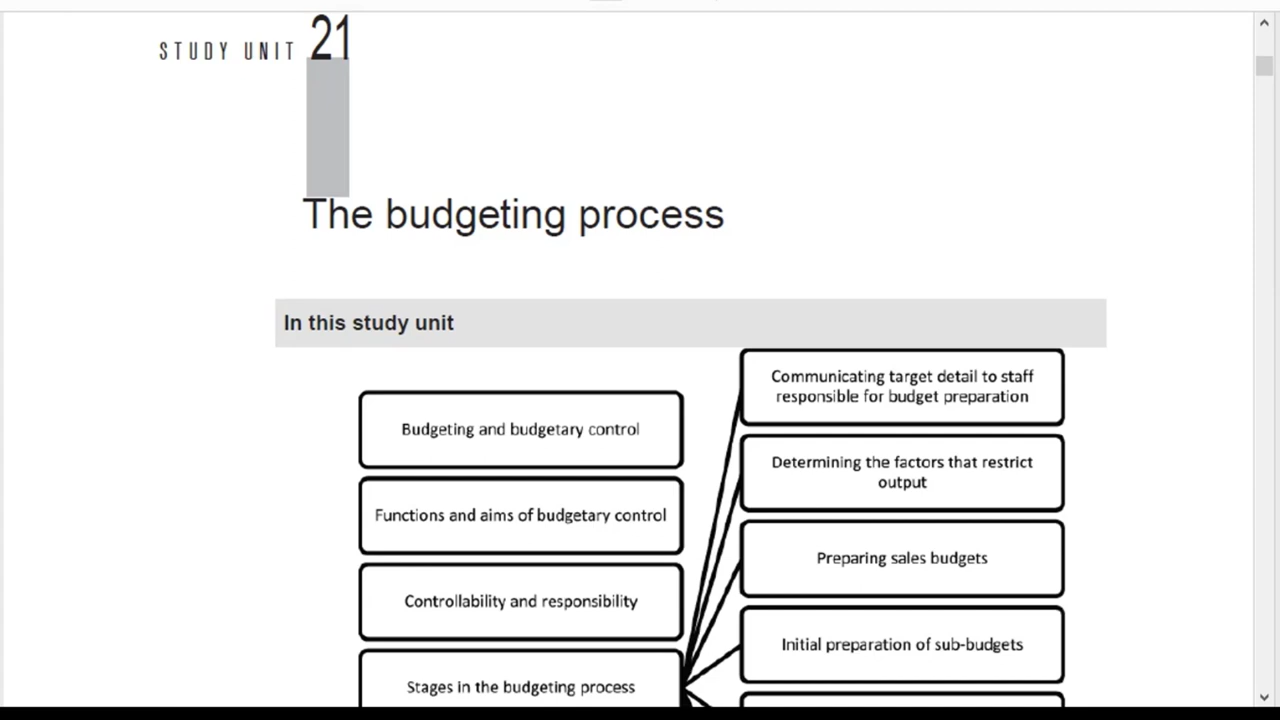 STUDY UNIT 21
The budgeting process
In this study unit
Budgeting and budgetary control
Functions and aims of budgetary control
Controllability and responsibility
Stages in the budgeting process
Communicating target detail to staff
responsible for budget preparation
Determining the factors that restrict
output
Preparing sales budgets
Initial preparation of sub-budgets